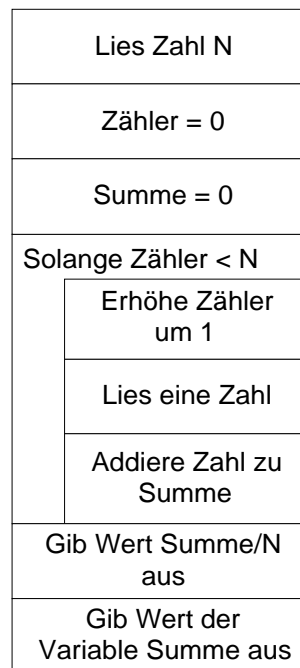 Lies Zahl N
Zähler = 0
Summe = 0
Solange Zähler < N
Erhöhe Zähler
um 1
Lies eine Zahl
Addiere Zahl zu
Summe
Gib Wert Summe/N
aus
Gib Wert der
Variable Summe aus